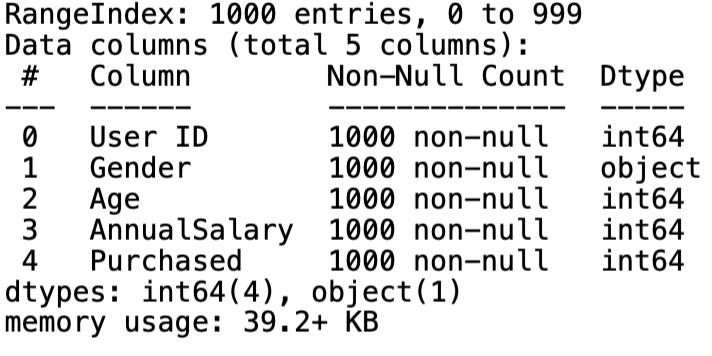 RangeIndex: 1000 entries, 0 to 999
Data columns (total 5 columns):
 #   Column        Non-Null Count  Dtype
---  ------        --------------  -----
 0   User ID       1000 non-null   int64
 1   Gender        1000 non-null   object
 2   Age           1000 non-null   int64
 3   AnnualSalary  1000 non-null   int64
 4   Purchased     1000 non-null   int64
dtypes: int64(4), object(1)
memory usage: 39.2+ KB